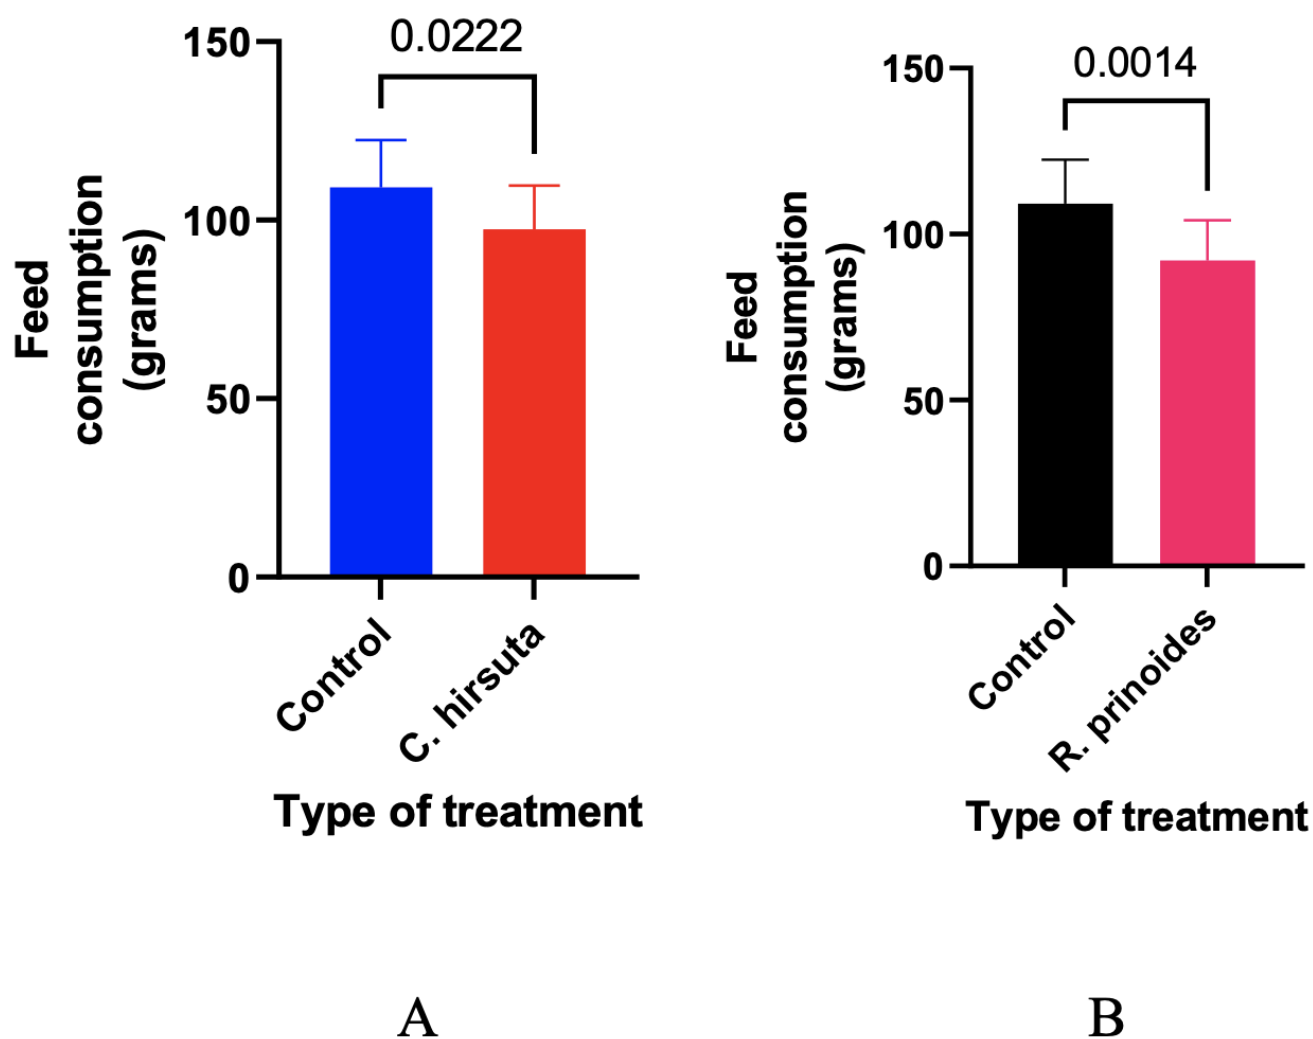 0.0222
150
100
50
0
Feed
consumption
(grams)
Control
C. hirsuta
Type of treatment
A
0.0014
150
100
50
0
Feed
consumption
(grams)
Control
R. prinoides
Type of treatment
B